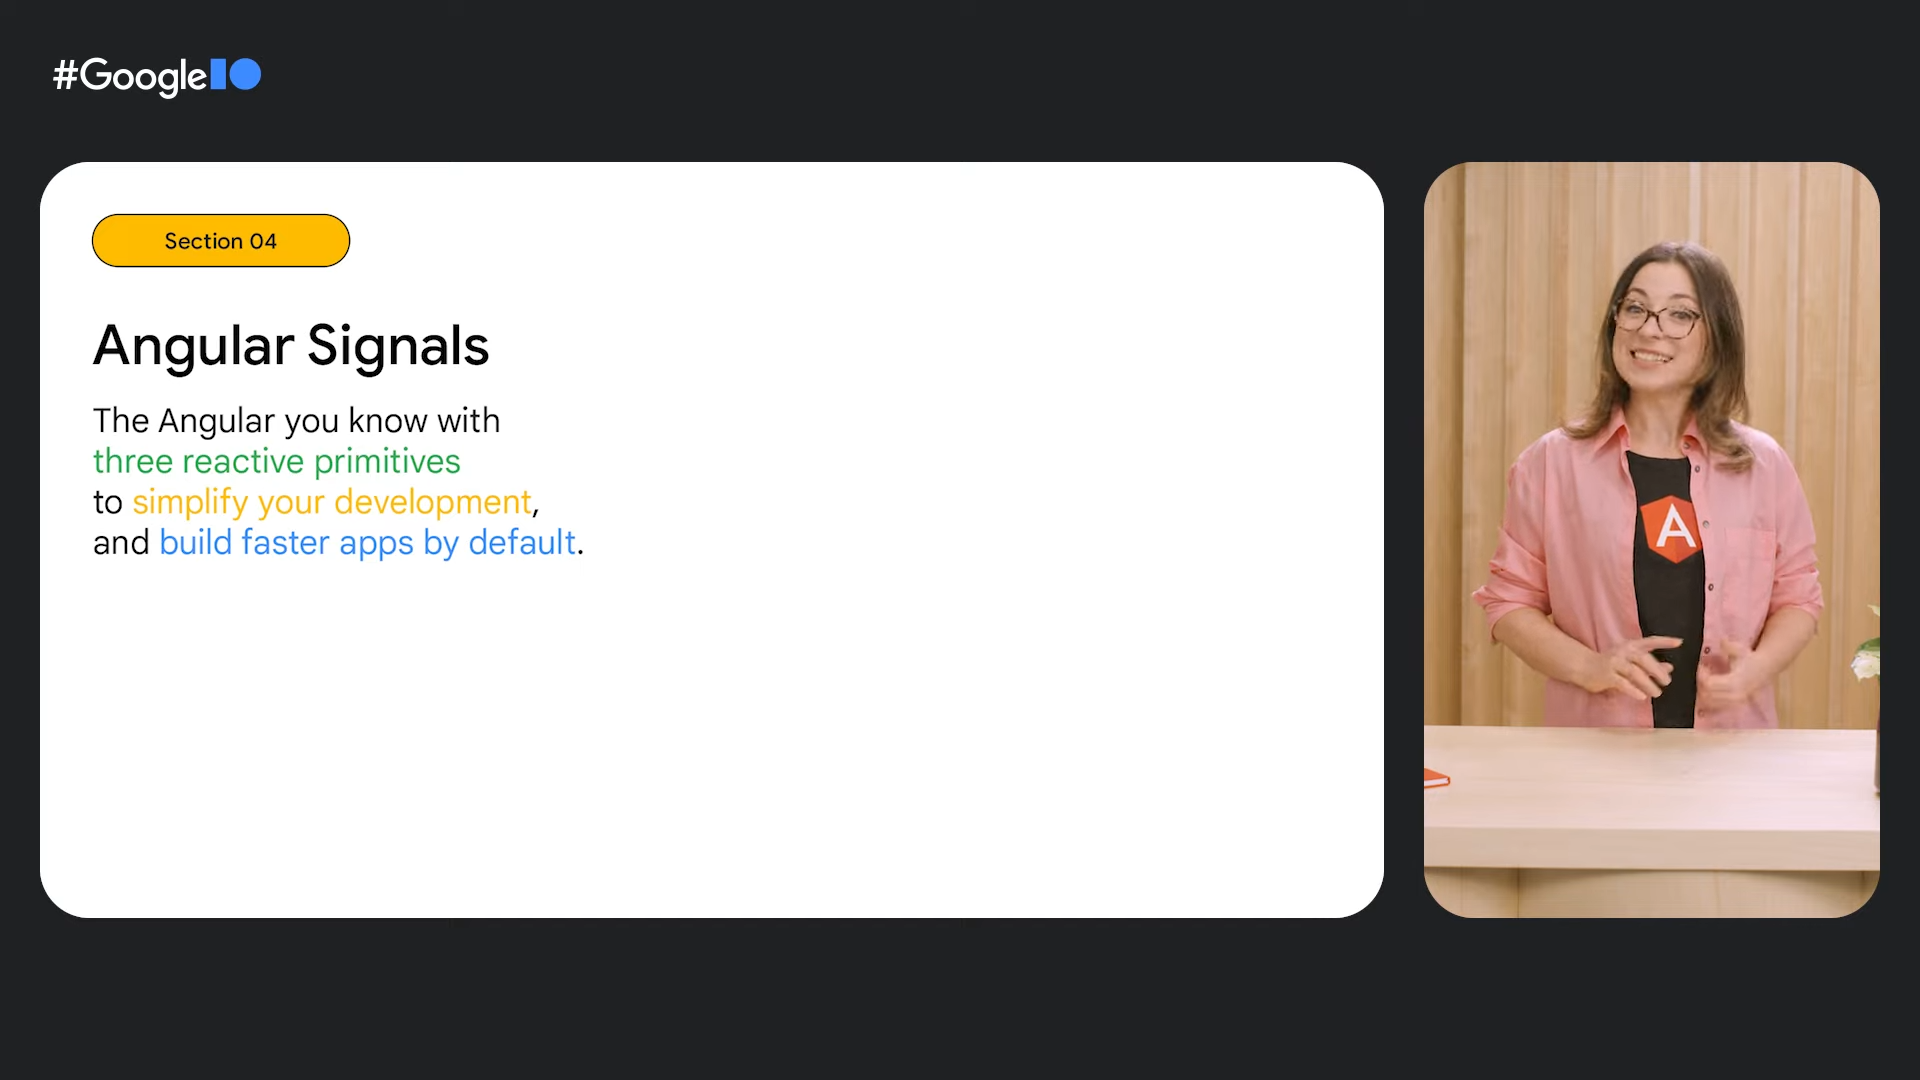 #GoogleIO
Section 04
Angular Signals
The Angular you know with
three reactive primitives
to simplify your development,
and build faster apps by default.
A